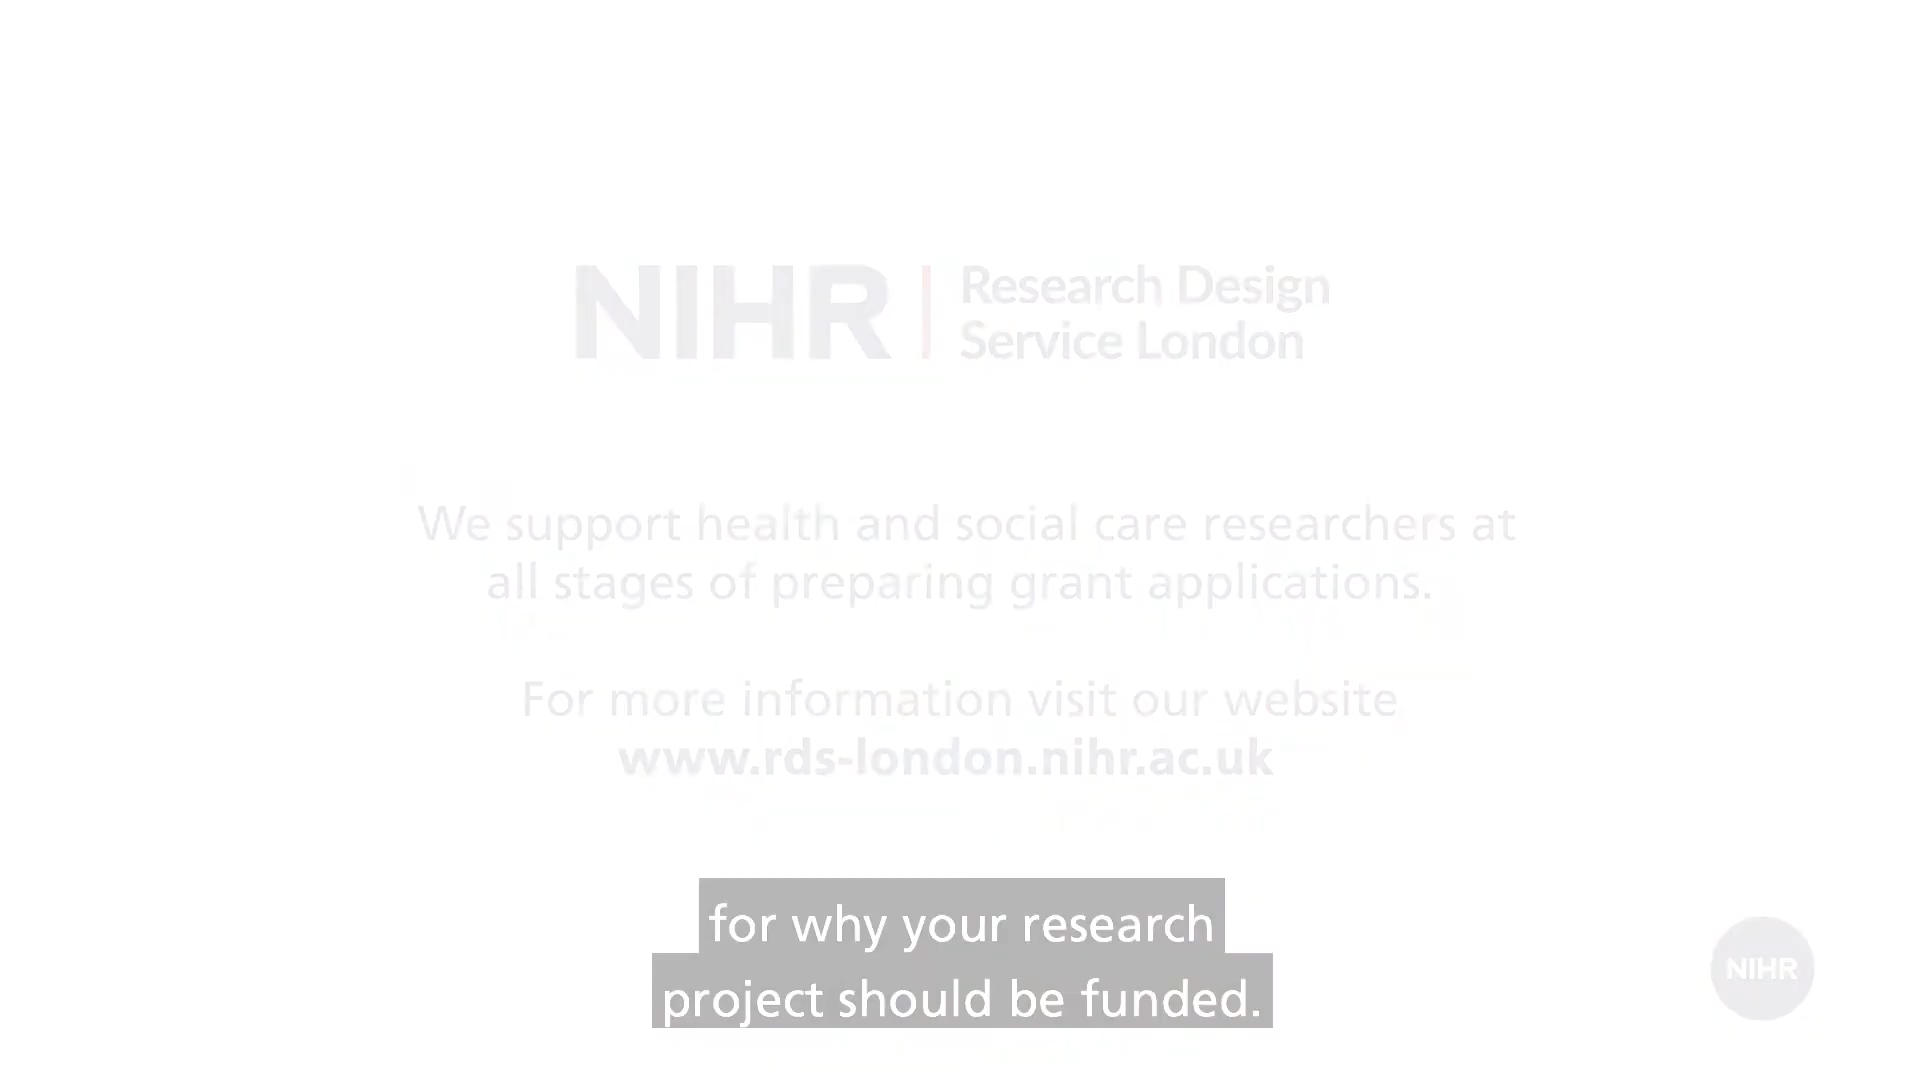 NIHR | Research Design
Service London
We support health and social care researchers at
all stages of preparing grant applications.
For more information visit our website
www.rds-london.nihr.ac.uk
for why your research
project should be funded.
NIHR